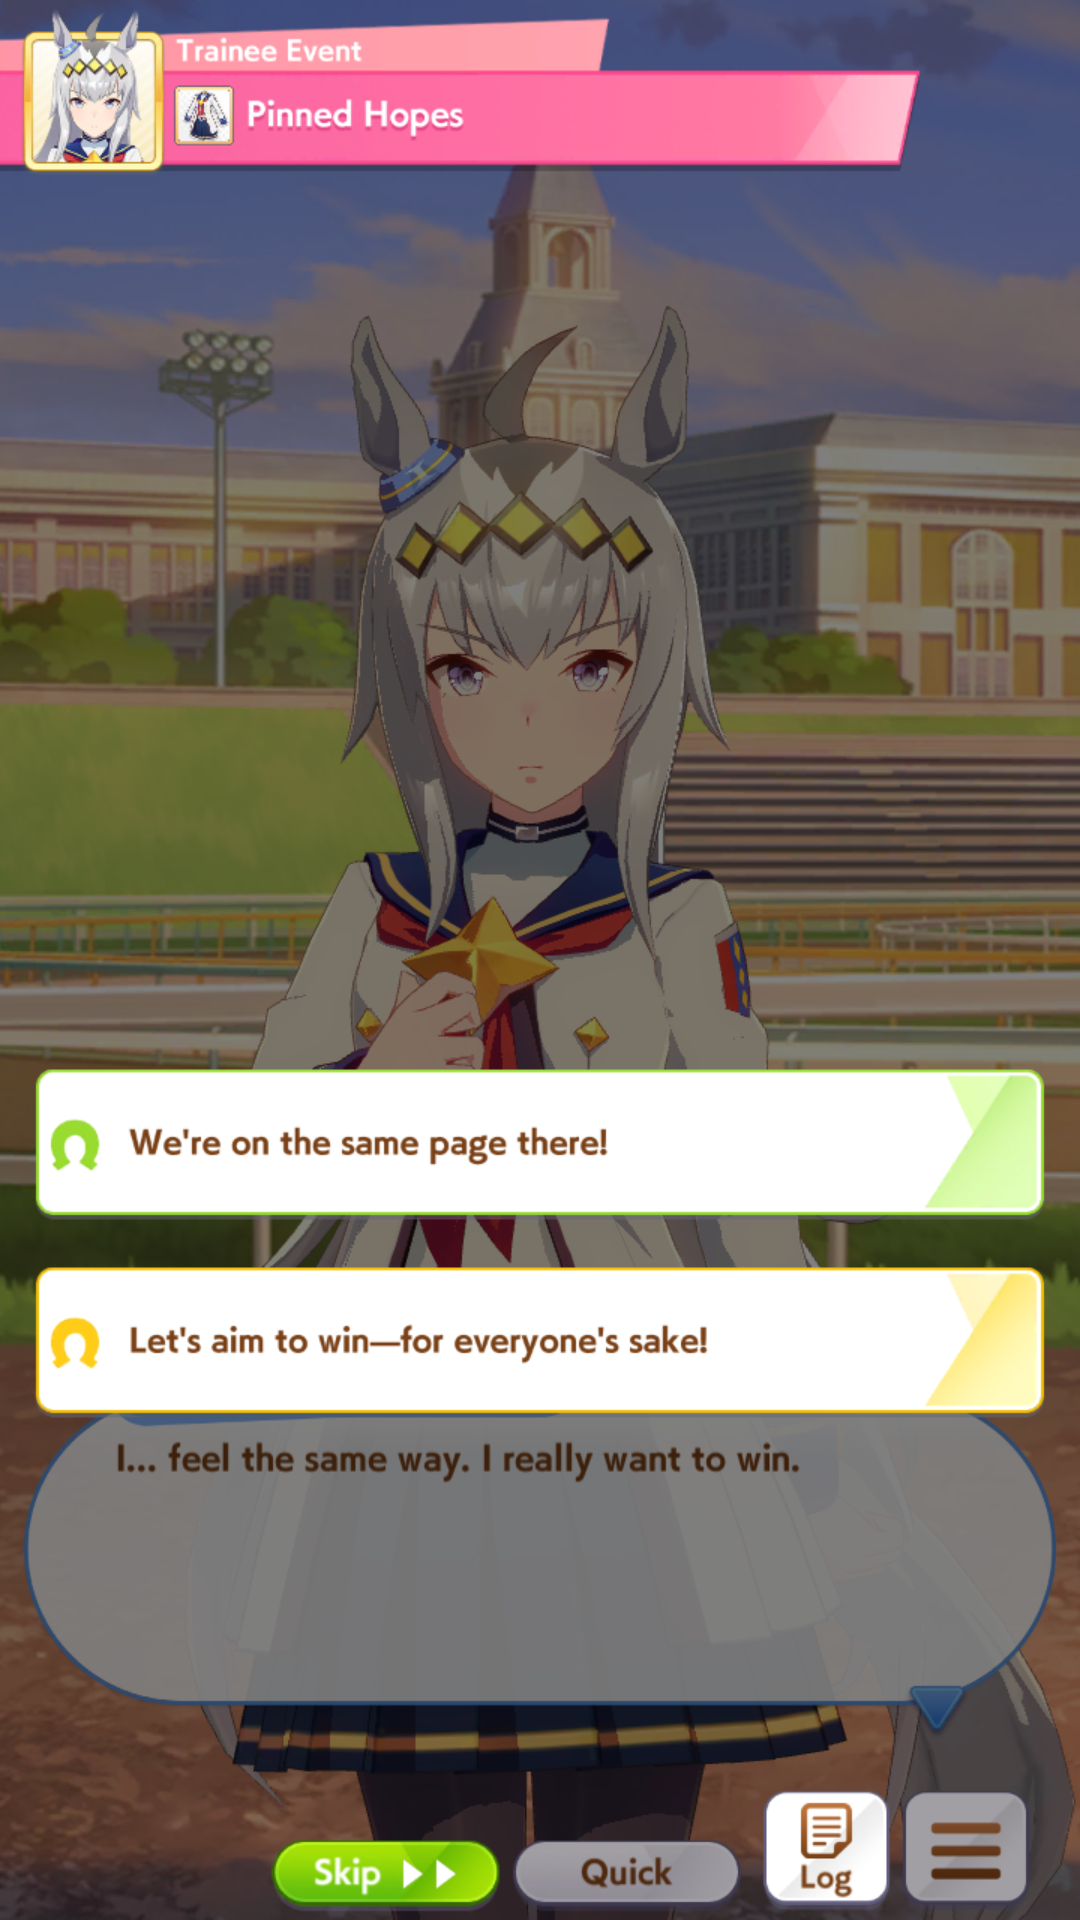 Trainee Event
Pinned Hopes
We're on the same page there!
Let's aim to win—for everyone's sake!
I... feel the same way. I really want to win.
Skip
Quick
Log